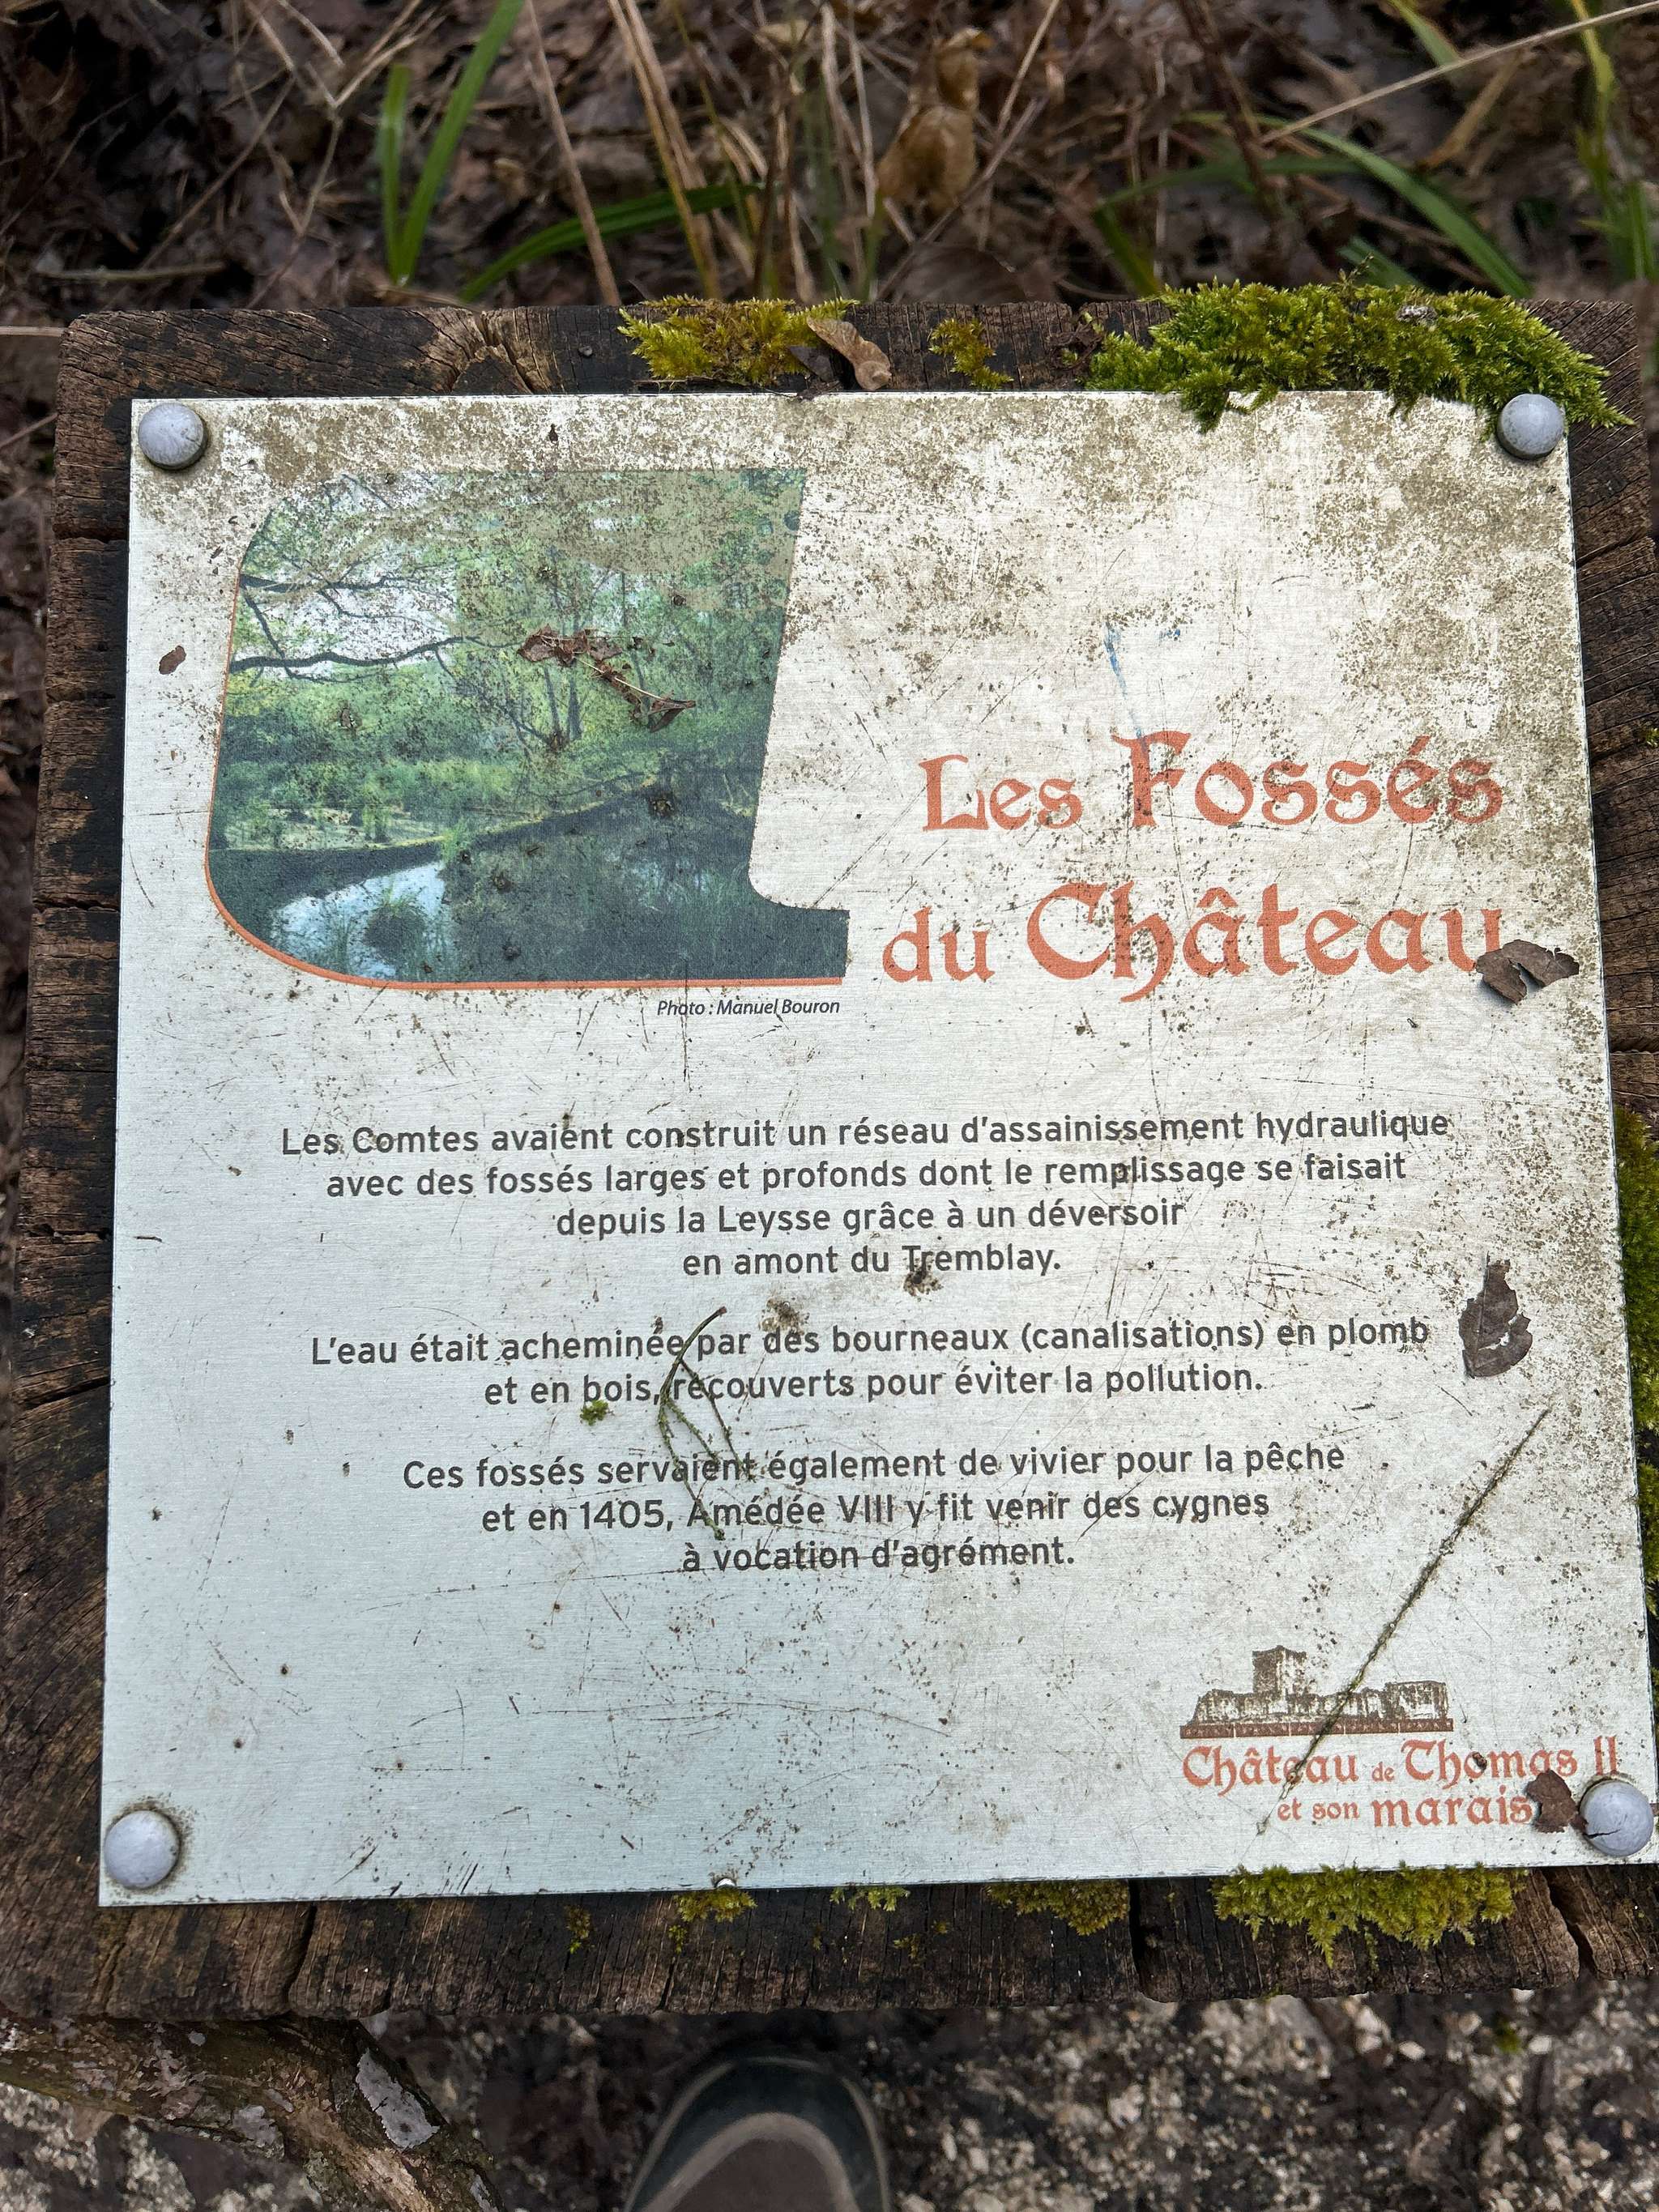 Les Fossés
du Château
Photo : Manuel Bouron
Les Comtes avaient construit un réseau d'assainissement hydraulique
avec des fossés larges et profonds dont le remplissage se faisait
depuis la Leysse grâce à un déversoir
en amont du Tremblay.
L'eau était acheminée par des bourneaux (canalisations) en plomb
et en bois, recouverts pour éviter la pollution.
Ces fossés servaient également de vivier pour la pêche
et en 1405, Amédée VIII y fit venir des cygnes
à vocation d'agrément.
Château de Thomas II
et son marais